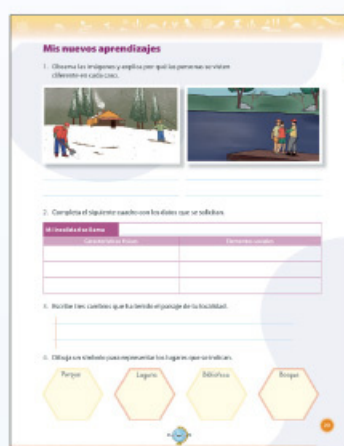 Mis nuevos aprendizajes
1. Observa las imágenes y explica por qué las personas se visten
diferente en cada caso.
2. Completa el siguiente cuadro con los datos que se solicitan.
Mi localidad se llama
Características físicas Elementos sociales
3. Escribe tres cambios que ha tenido el paisaje de tu localidad.
4. Dibuja un símbolo para representar los lugares que se indican.
Parque Laguna Biblioteca Bosque